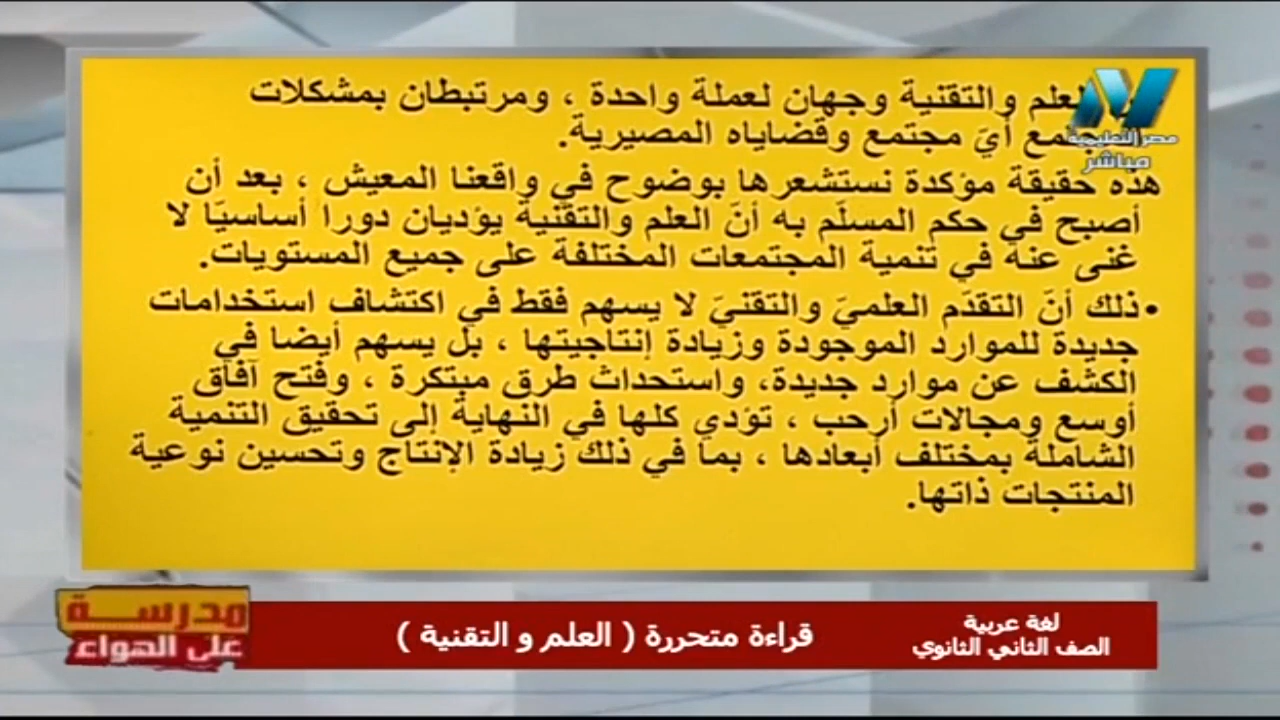 العلم والتقنية وجهان لعملة واحدة ، ومرتبطان بمشكلات
أيَ مجتمع وقضاياه المصيرية.
هذه حقيقة مؤكدة نستشعرها بوضوح في واقعنا المعيش ، بعد أن
أصبح في حكم المسلّم به أنّ العلم والتقنية يؤديان دورا أساسيّا لا
غنى عنه في تنمية المجتمعات المختلفة على جميع المستويات.
• ذلك أنّ التقدّم العلميَ والتقنيَ لا يسهم فقط في اكتشاف استخدامات
جديدة للموارد الموجودة وزيادة إنتاجيتها ، بل يسهم أيضا في
الكشف عن موارد جديدة، واستحداث طرق مبتكرة ، وفتح آفاق
أوسع ومجالات أرحب ، تؤدي كلها في النهاية إلى تحقيق التنمية
الشاملة بمختلف أبعادها ، بما في ذلك زيادة الإنتاج وتحسين نوعية
المنتجات ذاتها.
مصر التعليمية
مباشر
لغة عربية
الصف الثاني الثانوي
قراءة متحررة ( العلم و التقنية )
مدرسة
على الهواء